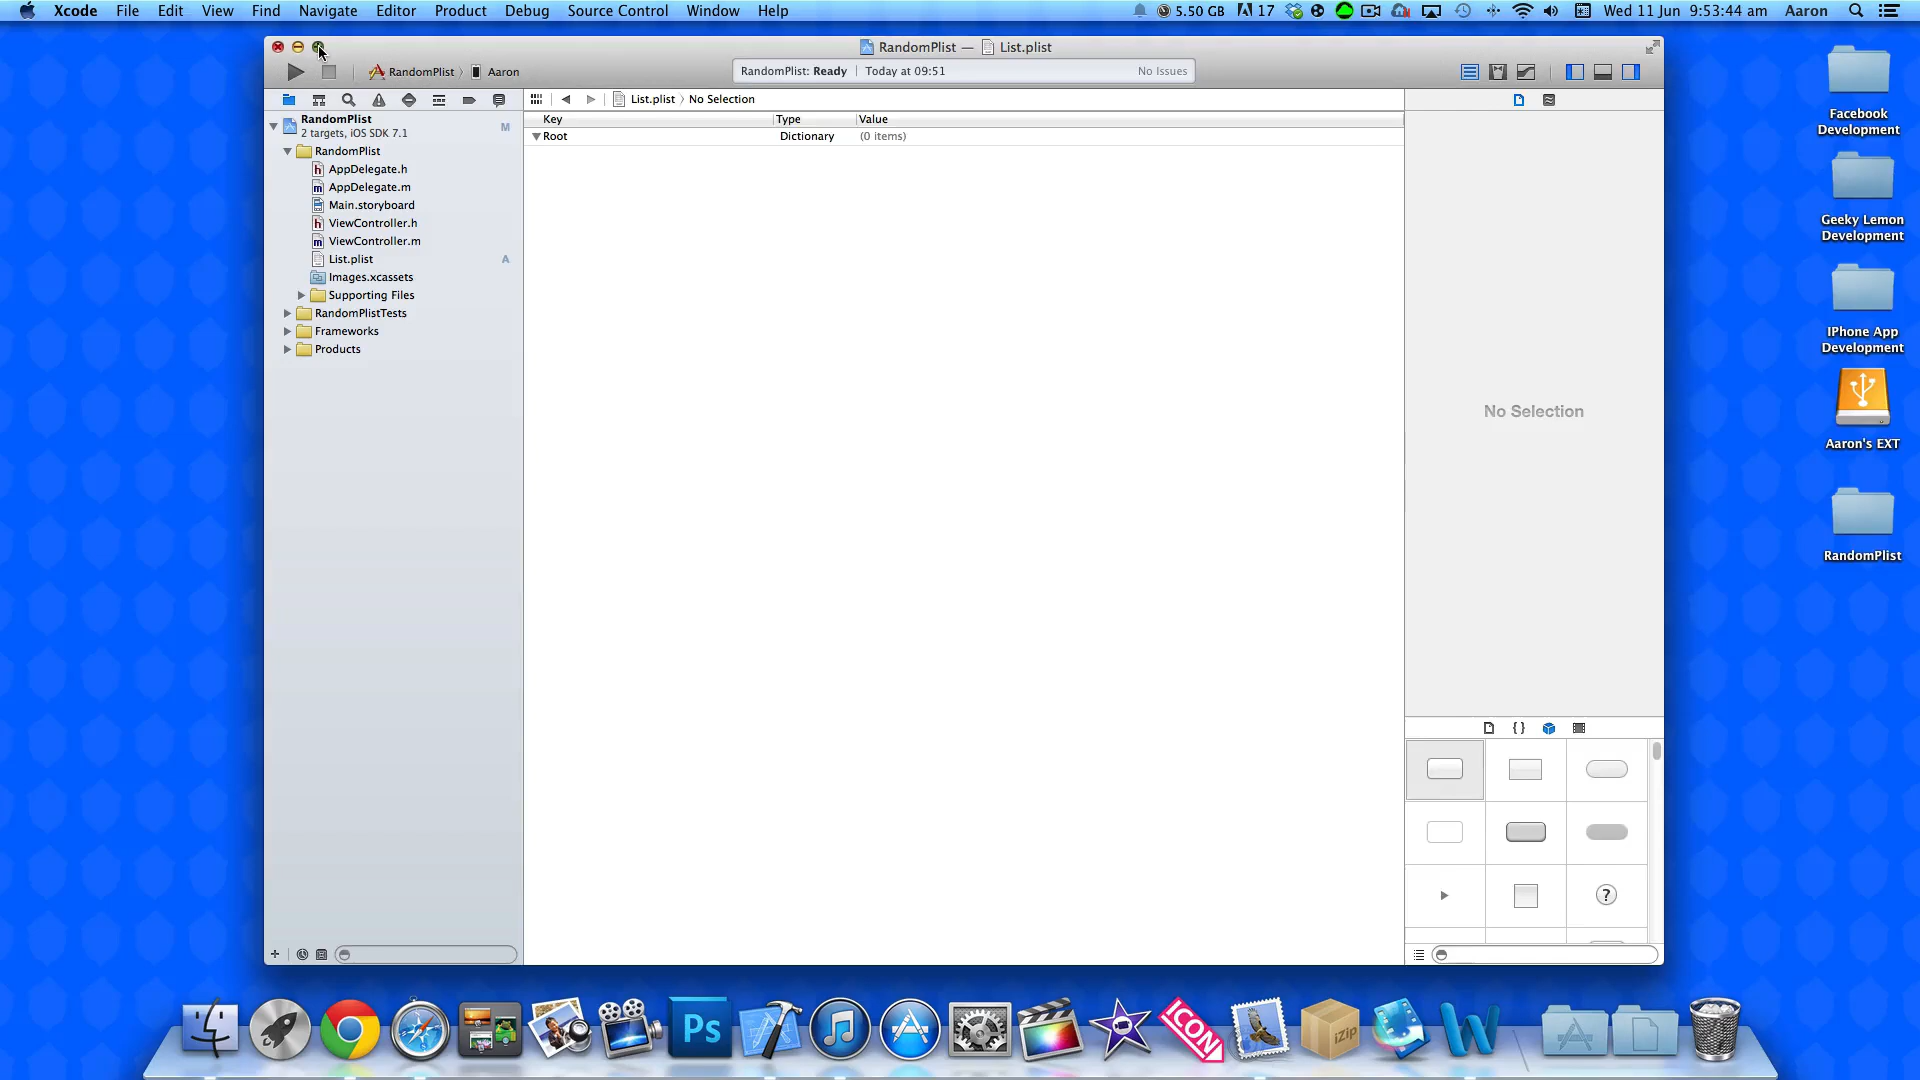 Xcode File Edit View Find Navigate Editor Product Debug Source Control Window Help
5.50 GB 17 Wed 11 Jun 9:53:44 am Aaron
RandomPlist — List.plist
RandomPlist Aaron
RandomPlist: Ready Today at 09:51 No Issues
List.plist No Selection
Key Type Value
Root Dictionary (0 items)
RandomPlist M
2 targets, iOS SDK 7.1
RandomPlist
AppDelegate.h
AppDelegate.m
Main.storyboard
ViewController.h
ViewController.m
List.plist A
Images.xcassets
Supporting Files
RandomPlistTests
Frameworks
Products
No Selection
{ }
?
Facebook
Development
Geeky Lemon
Development
IPhone App
Development
Aaron's EXT
RandomPlist
Ps
ICON
iZip
W